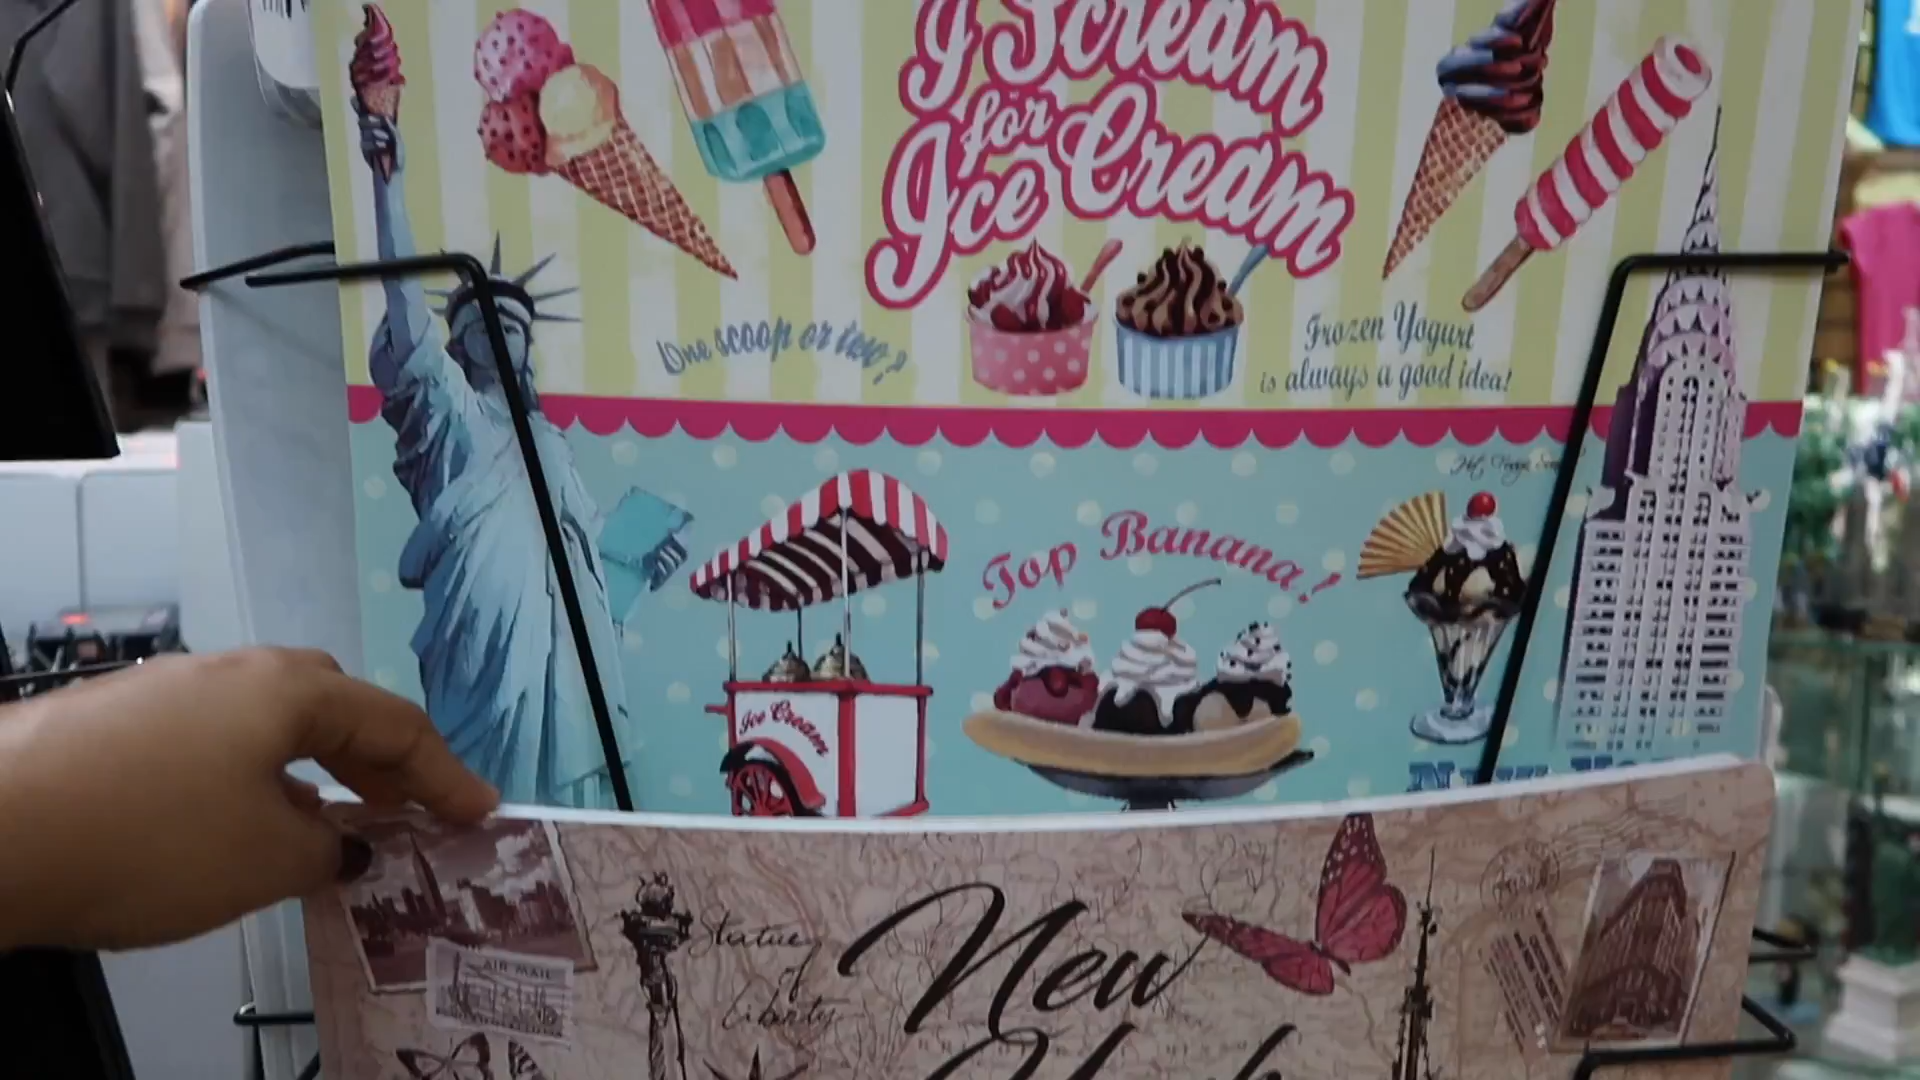 I Scream
for
Ice Cream
One scoop or two?
Frozen Yogurt
is always a good idea!
Top Banana!
Ice Cream
AIR MAIL
Statue
of
Liberty
New